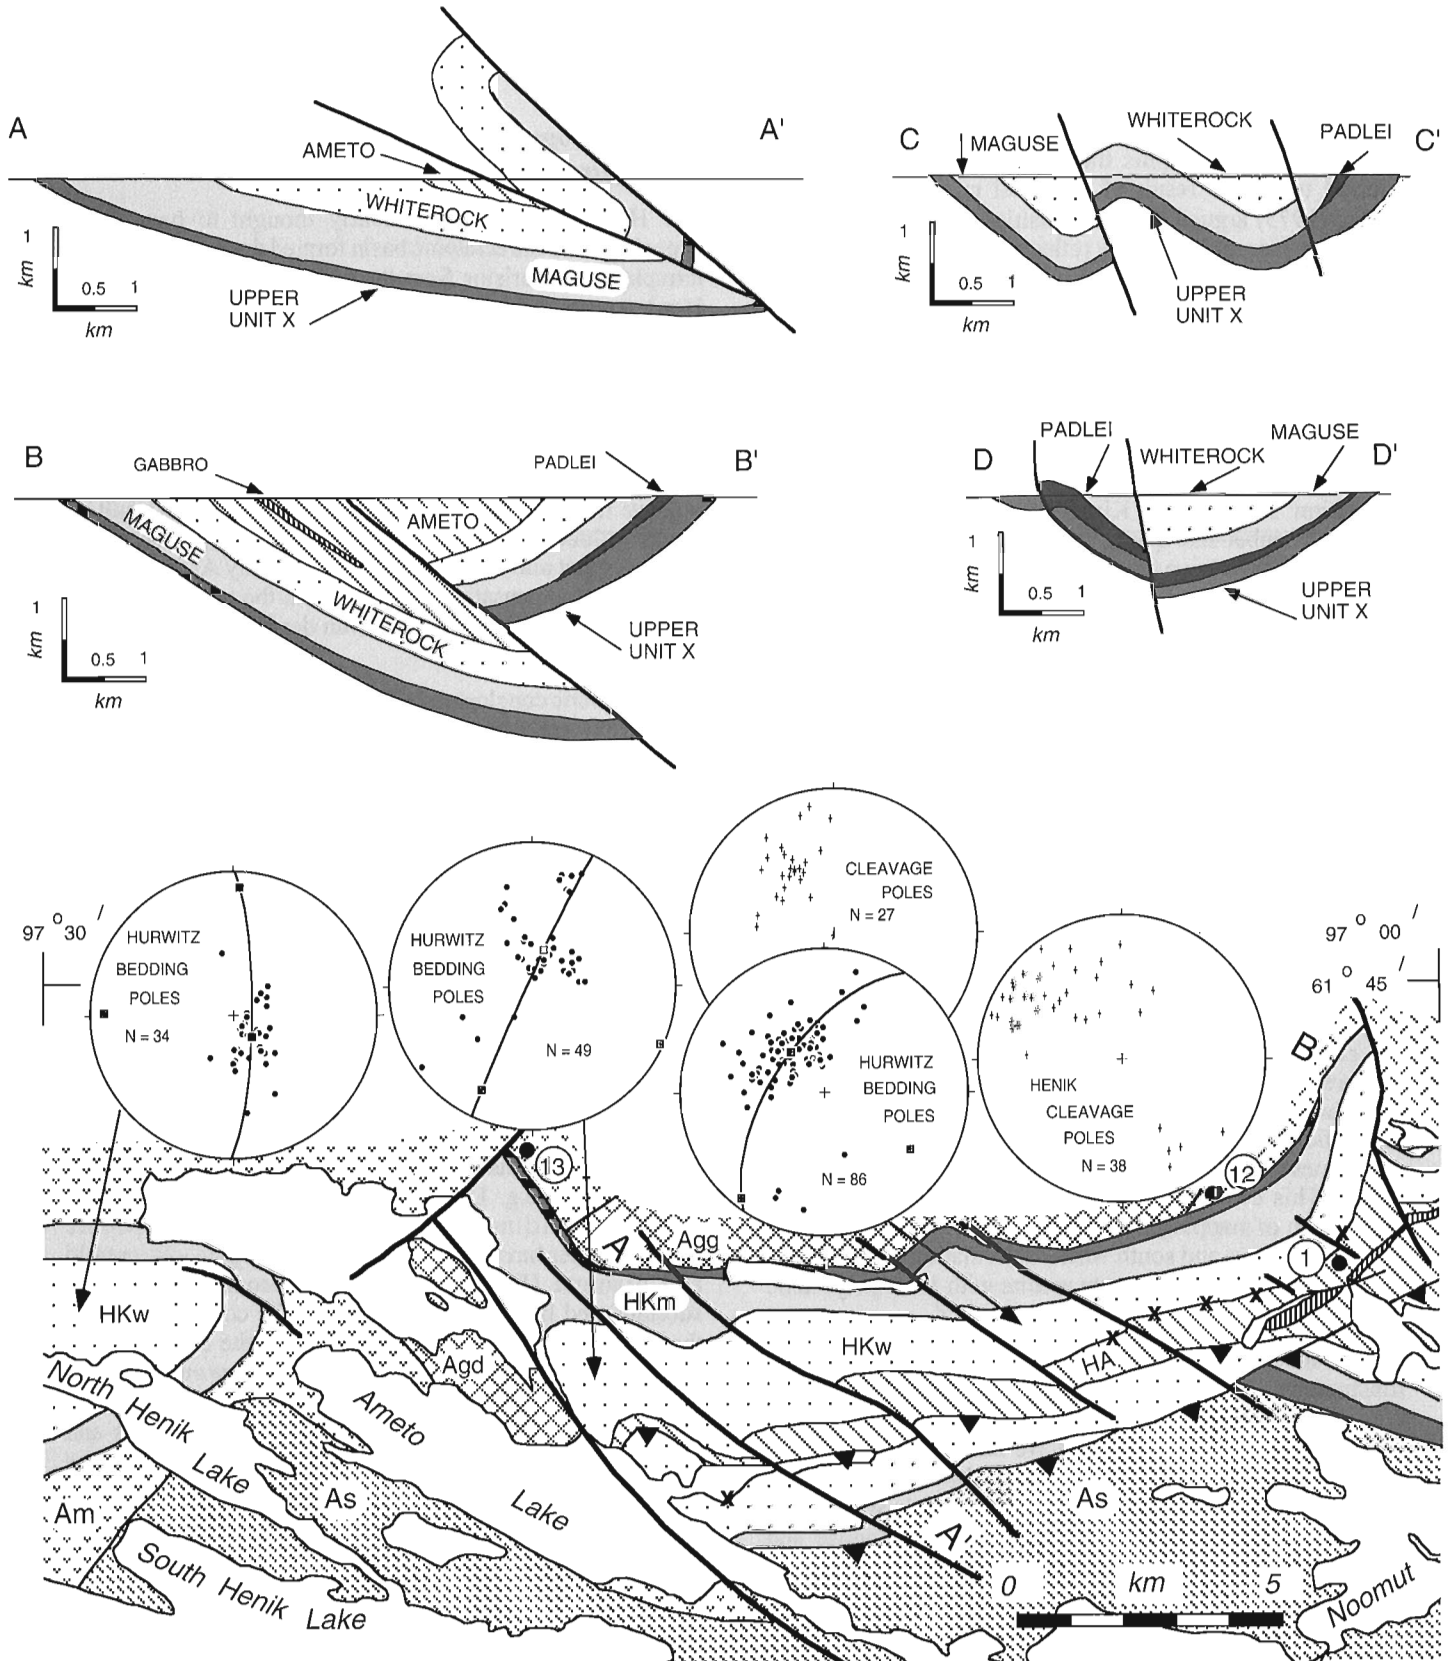 A
A'
AMETO
WHITEROCK
MAGUSE
UPPER
UNIT X
1
km
0.5 1
km
C
C'
MAGUSE
WHITEROCK
PADLEI
UPPER
UNIT X
1
km
0.5 1
km
B
B'
GABBRO
PADLEI
MAGUSE
AMETO
WHITEROCK
UPPER
UNIT X
1
km
0.5 1
km
D
D'
PADLEI
WHITEROCK
MAGUSE
UPPER
UNIT X
1
km
0.5 1
km
97° 30'
HURWITZ
BEDDING
POLES
N = 34
HURWITZ
BEDDING
POLES
N = 49
CLEAVAGE
POLES
N = 27
HURWITZ
BEDDING
POLES
N = 86
HENIK
CLEAVAGE
POLES
N = 38
97° 00'
61° 45'
B
13
12
1
A
Agg
HKm
HKw
HKw
HA
Agd
Ameto
Lake
North
Henik
Lake
As
Am
South Henik Lake
As
A'
0 km 5
Noomut